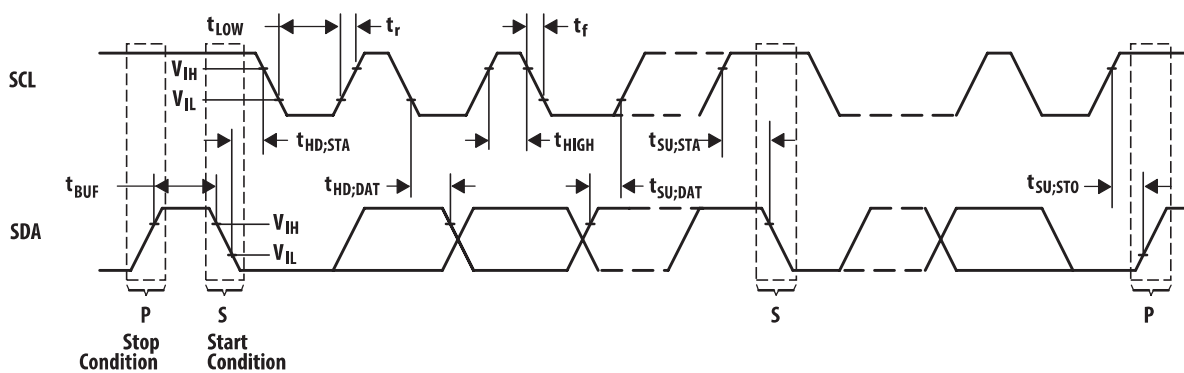 tLOW
tr
tf
SCL
VIH
VIL
tHD;STA
tHIGH
tSU;STA
tBUF
tHD;DAT
tSU;DAT
tSU;STO
SDA
VIH
VIL
P
S
S
P
Stop
Condition
Start
Condition